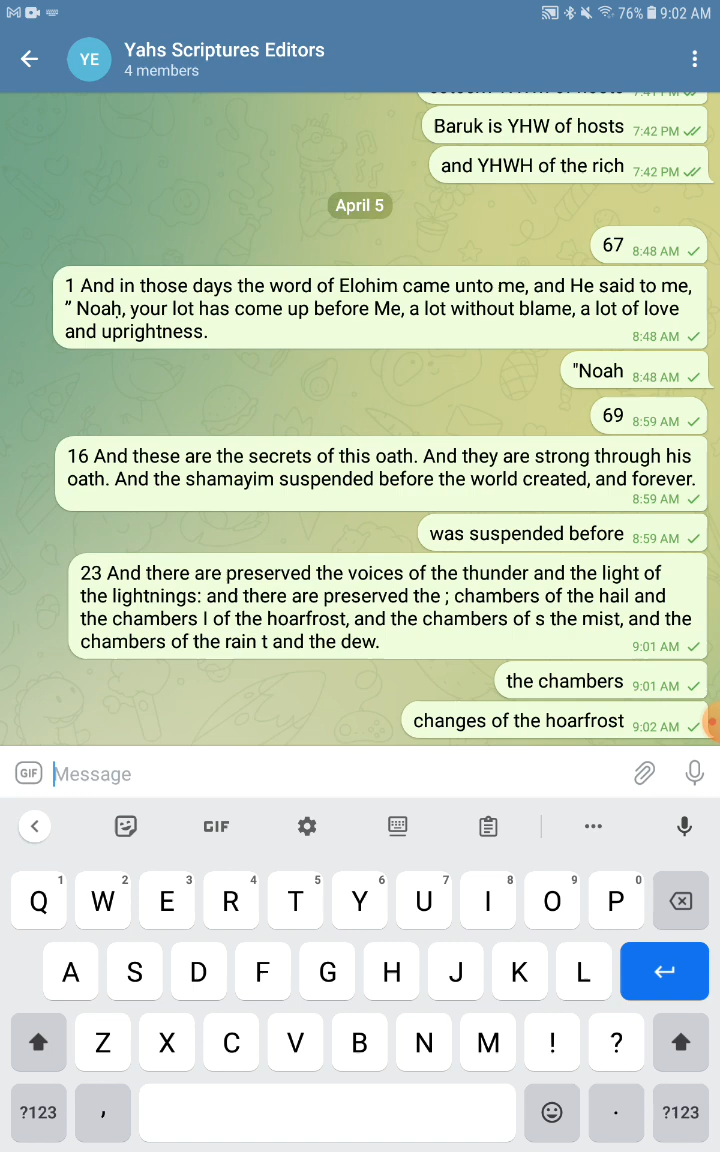 76% 9:02 AM
YE
Yahs Scriptures Editors
4 members
Baruk is YHW of hosts 7:42 PM
and YHWH of the rich 7:42 PM
April 5
67 8:48 AM
1 And in those days the word of Elohim came unto me, and He said to me,
” Noaḥ, your lot has come up before Me, a lot without blame, a lot of love
and uprightness.
8:48 AM
"Noah 8:48 AM
69 8:59 AM
16 And these are the secrets of this oath. And they are strong through his
oath. And the shamayim suspended before the world created, and forever.
8:59 AM
was suspended before 8:59 AM
23 And there are preserved the voices of the thunder and the light of
the lightnings: and there are preserved the ; chambers of the hail and
the chambers I of the hoarfrost, and the chambers of s the mist, and the
chambers of the rain t and the dew.
9:01 AM
the chambers 9:01 AM
changes of the hoarfrost 9:02 AM
GIF Message
GIF
1 2 3 4 5 6 7 8 9 0
Q W E R T Y U I O P
A S D F G H J K L
Z X C V B N M ! ?
?123 , . ?123